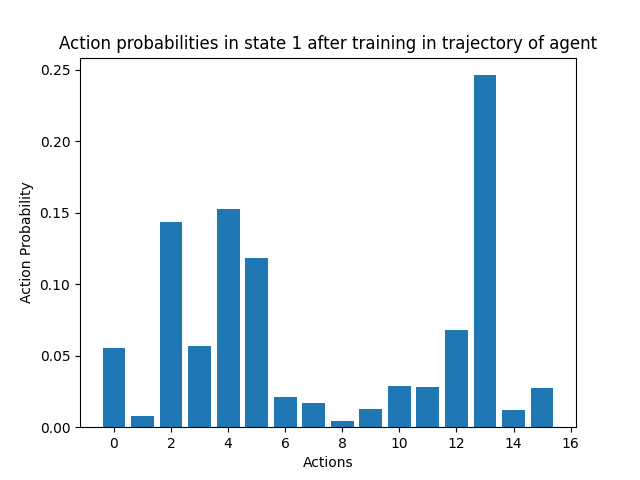 Action probabilities in state 1 after training in trajectory of agent
0.25
0.20
0.15
0.10
0.05
0.00
Action Probability
0 2 4 6 8 10 12 14 16
Actions